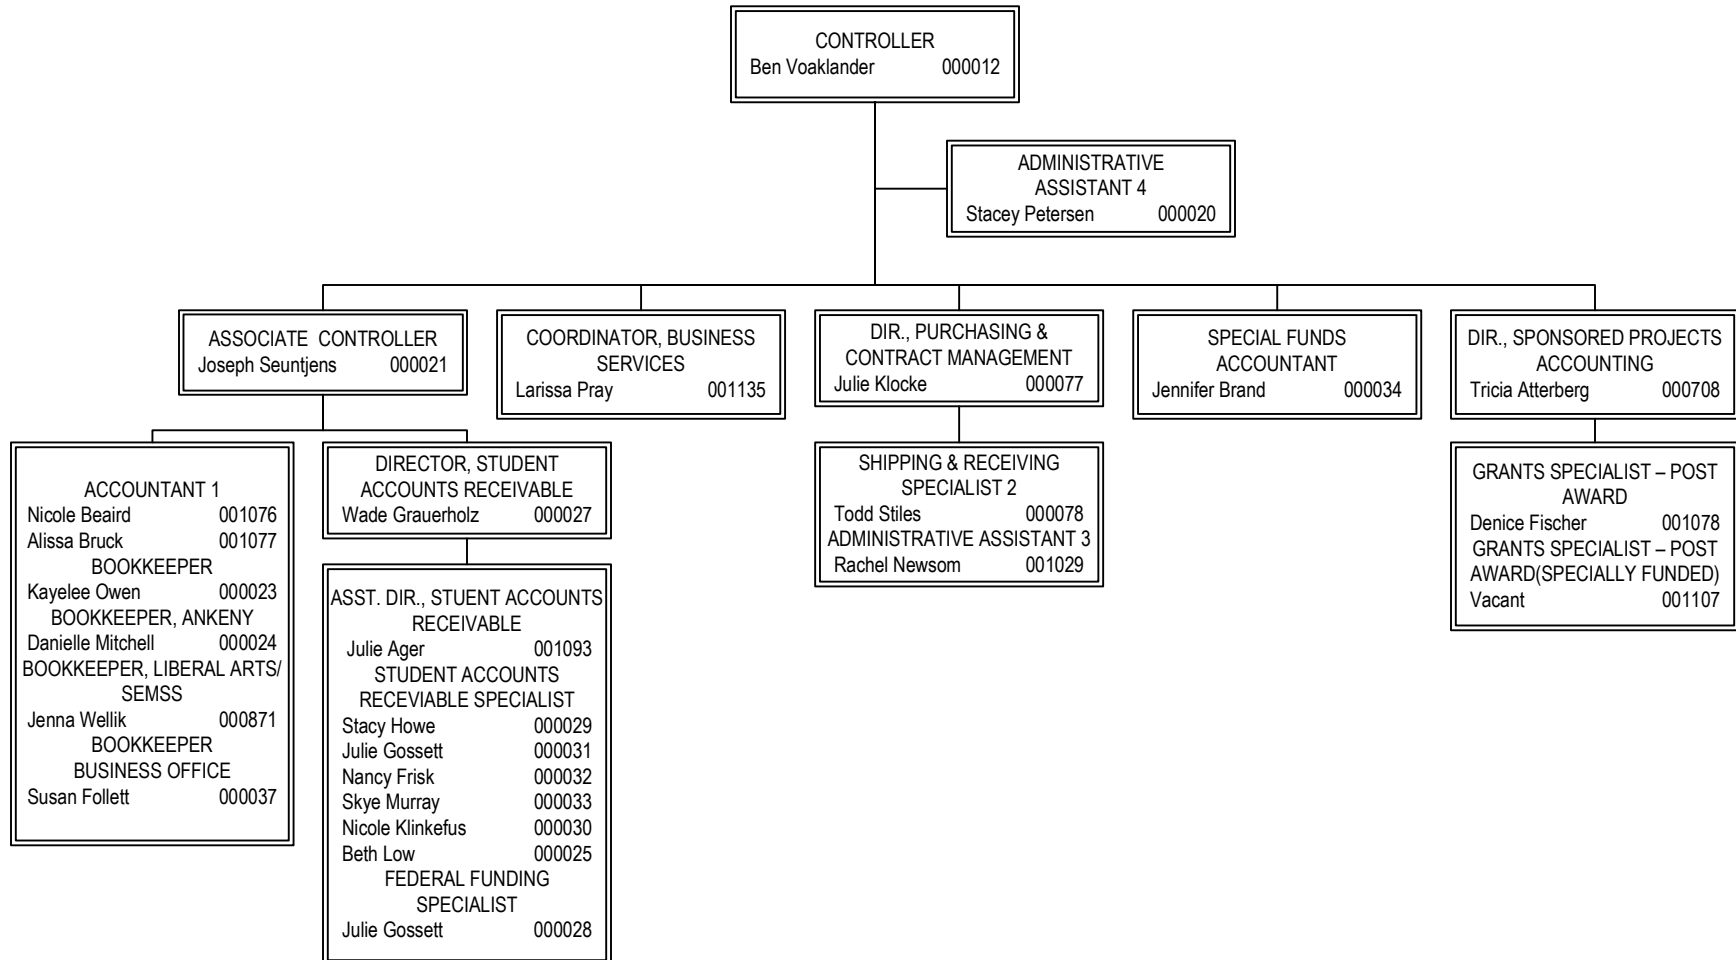 CONTROLLER
Ben Voaklander 000012
ADMINISTRATIVE
ASSISTANT 4
Stacey Petersen 000020
ASSOCIATE CONTROLLER
Joseph Seuntjens 000021
COORDINATOR, BUSINESS
SERVICES
Larissa Pray 001135
DIR., PURCHASING &
CONTRACT MANAGEMENT
Julie Klocke 000077
SPECIAL FUNDS
ACCOUNTANT
Jennifer Brand 000034
DIR., SPONSORED PROJECTS
ACCOUNTING
Tricia Atterberg 000708
ACCOUNTANT 1
Nicole Beaird 001076
Alissa Bruck 001077
BOOKKEEPER
Kayelee Owen 000023
BOOKKEEPER, ANKENY
Danielle Mitchell 000024
BOOKKEEPER, LIBERAL ARTS/
SEMSS
Jenna Wellik 000871
BOOKKEEPER
BUSINESS OFFICE
Susan Follett 000037
DIRECTOR, STUDENT
ACCOUNTS RECEIVABLE
Wade Grauerholz 000027
ASST. DIR., STUENT ACCOUNTS
RECEIVABLE
Julie Ager 001093
STUDENT ACCOUNTS
RECEVIABLE SPECIALIST
Stacy Howe 000029
Julie Gossett 000031
Nancy Frisk 000032
Skye Murray 000033
Nicole Klinkefus 000030
Beth Low 000025
FEDERAL FUNDING
SPECIALIST
Julie Gossett 000028
SHIPPING & RECEIVING
SPECIALIST 2
Todd Stiles 000078
ADMINISTRATIVE ASSISTANT 3
Rachel Newsom 001029
GRANTS SPECIALIST – POST
AWARD
Denice Fischer 001078
GRANTS SPECIALIST – POST
AWARD(SPECIALLY FUNDED)
Vacant 001107